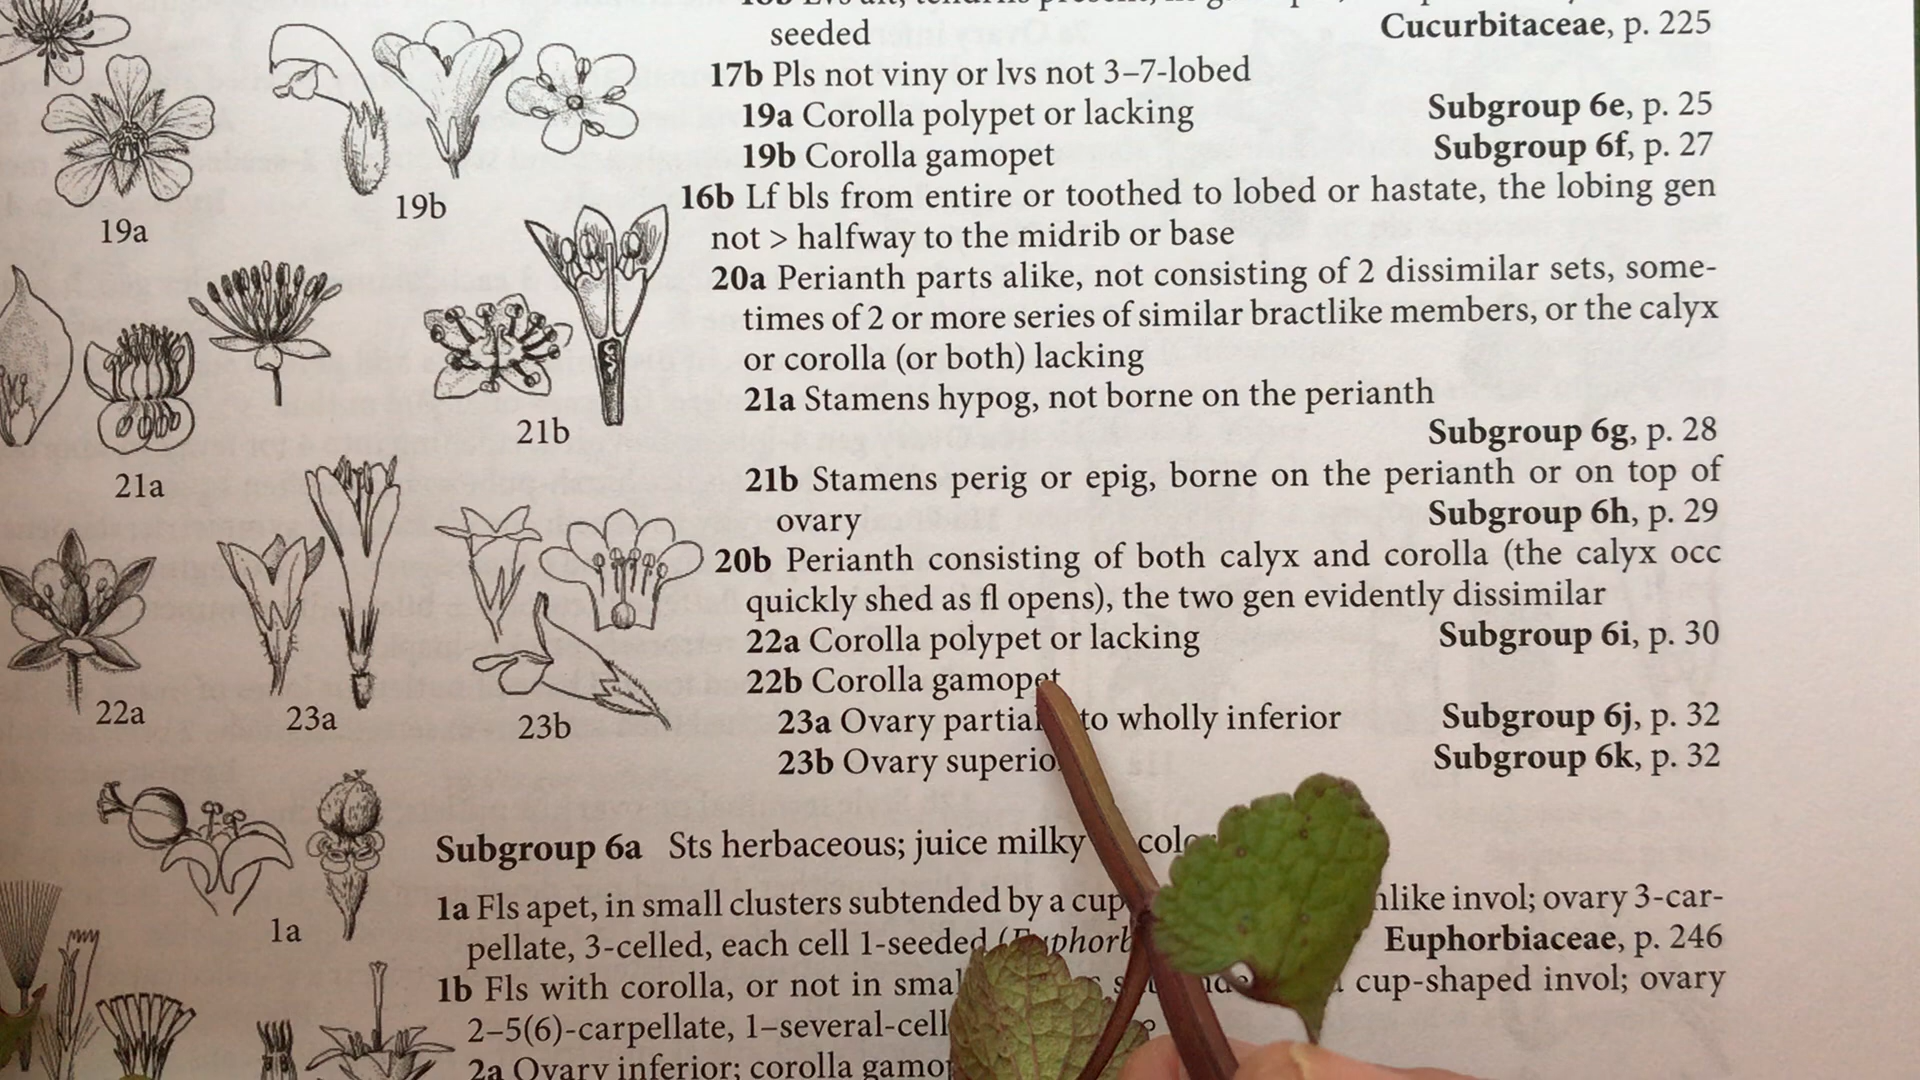 seeded Cucurbitaceae, p. 225
17b Pls not viny or lvs not 3–7-lobed
19a Corolla polypet or lacking Subgroup 6e, p. 25
19b Corolla gamopet Subgroup 6f, p. 27
16b Lf bls from entire or toothed to lobed or hastate, the lobing gen
not > halfway to the midrib or base
20a Perianth parts alike, not consisting of 2 dissimilar sets, some-
times of 2 or more series of similar bractlike members, or the calyx
or corolla (or both) lacking
21a Stamens hypog, not borne on the perianth
Subgroup 6g, p. 28
21b Stamens perig or epig, borne on the perianth or on top of
ovary Subgroup 6h, p. 29
20b Perianth consisting of both calyx and corolla (the calyx occ
quickly shed as fl opens), the two gen evidently dissimilar
22a Corolla polypet or lacking Subgroup 6i, p. 30
22b Corolla gamopet
23a Ovary partial to wholly inferior Subgroup 6j, p. 32
23b Ovary superio Subgroup 6k, p. 32
Subgroup 6a Sts herbaceous; juice milky colo
1a Fls apet, in small clusters subtended by a cup nlike invol; ovary 3-car-
pellate, 3-celled, each cell 1-seeded (Euphorb Euphorbiaceae, p. 246
1b Fls with corolla, or not in smal cup-shaped invol; ovary
2–5(6)-carpellate, 1–several-cell
2a Ovary inferior; corolla gamo
19a
19b
21a
21b
22a
23a
23b
1a